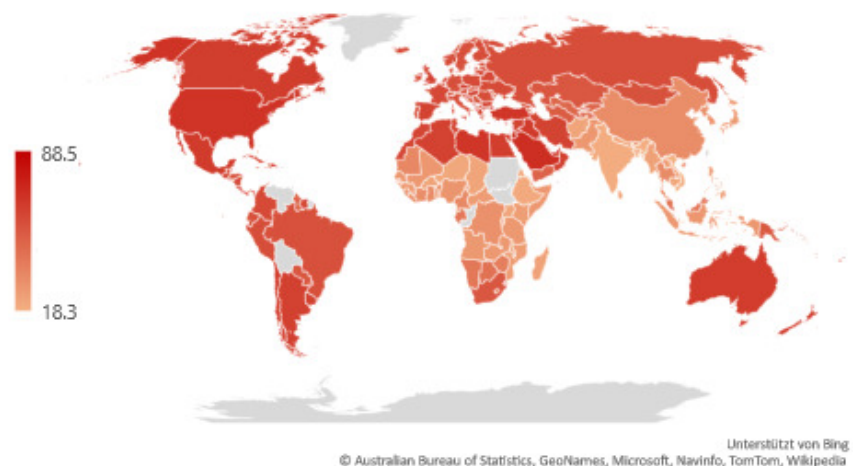 88.5
18.3
Unterstützt von Bing
© Australian Bureau of Statistics, GeoNames, Microsoft, Navinfo, TomTom, Wikipedia